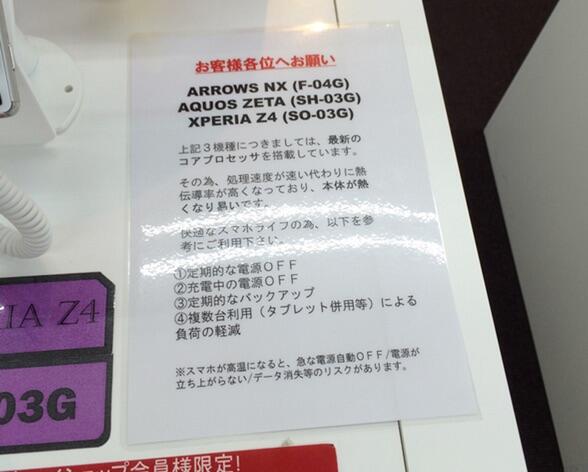 お客様各位へお願い
ARROWS NX (F-04G)
AQUOS ZETA (SH-03G)
XPERIA Z4 (SO-03G)
上記３機種につきましては、最新の
コアプロセッサを搭載しています。
その為、処理速度が速い代わりに熱
伝導率が高くなっており、本体が熱
くなり易いです。
快適なスマホライフの為、以下を参
考にご利用下さい。
①定期的な電源ＯＦＦ
②充電中の電源ＯＦＦ
③定期的なバックアップ
④複数台利用（タブレット併用等）による
負荷の軽減
※スマホが高温になると、急な電源自動ＯＦＦ/電源が
立ち上がらない/データ消失等のリスクがあります。
IA Z4
03G
ョップ会員様限定!